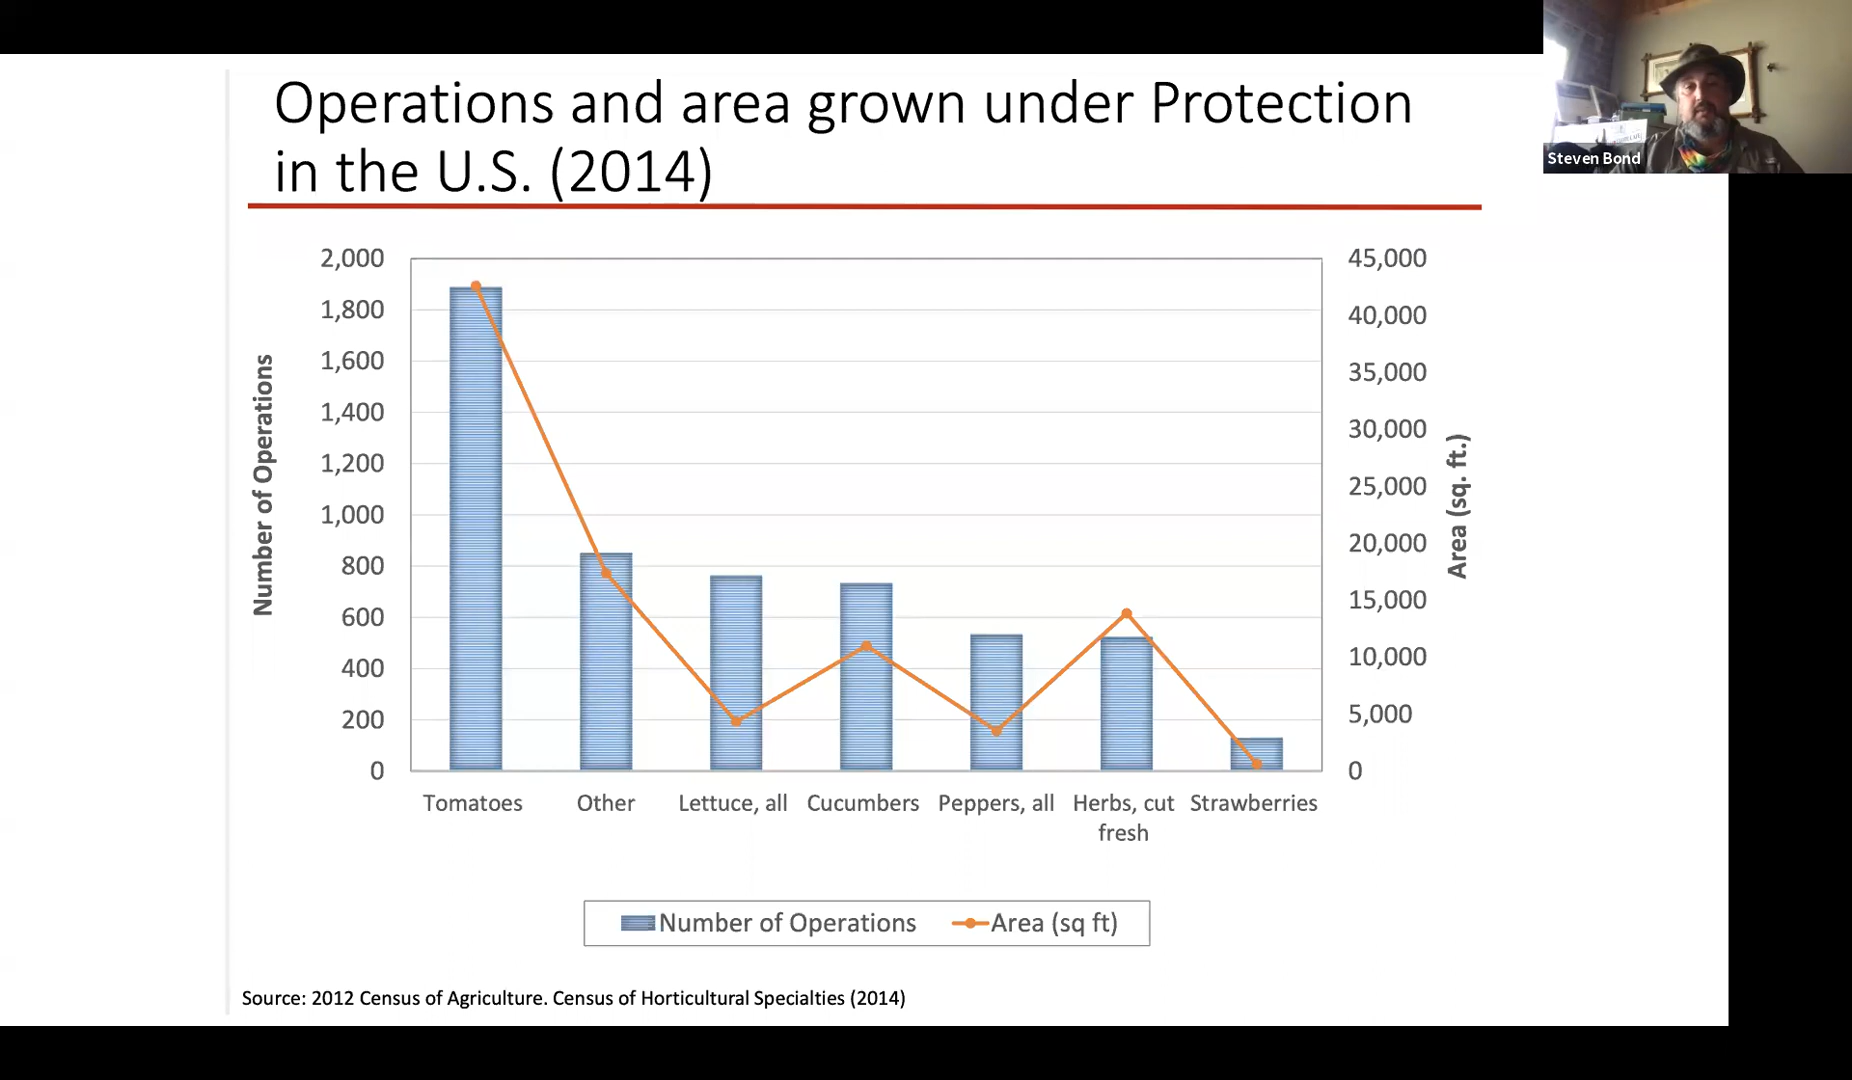 Operations and area grown under Protection
in the U.S. (2014)
Steven Bond
2,000
1,800
1,600
1,400
1,200
1,000
800
600
400
200
0
Number of Operations
45,000
40,000
35,000
30,000
25,000
20,000
15,000
10,000
5,000
0
Area (sq. ft.)
Tomatoes
Other
Lettuce, all
Cucumbers
Peppers, all
Herbs, cut
fresh
Strawberries
Number of Operations
Area (sq ft)
Source: 2012 Census of Agriculture. Census of Horticultural Specialties (2014)